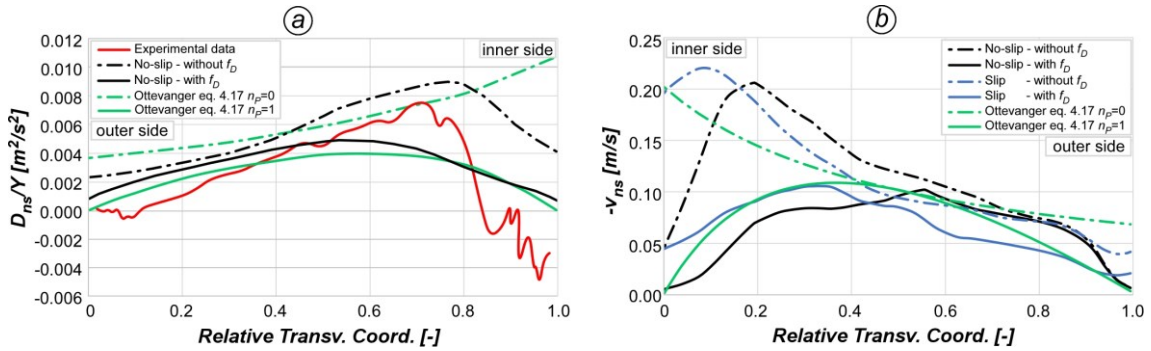 a
0.012
0.010
0.008
0.006
0.004
0.002
0.000
-0.002
-0.004
-0.006
D_ns/Y [m²/s²]
Experimental data
No-slip - without f_D
No-slip - with f_D
Ottevanger eq. 4.17 n_P=0
Ottevanger eq. 4.17 n_P=1
inner side
outer side
0 0.2 0.4 0.6 0.8 1.0
Relative Transv. Coord. [-]
b
0.25
0.20
0.15
0.10
0.05
0.00
-v_ns [m/s]
inner side
No-slip - without f_D
No-slip - with f_D
Slip - without f_D
Slip - with f_D
Ottevanger eq. 4.17 n_P=0
Ottevanger eq. 4.17 n_P=1
outer side
0 0.2 0.4 0.6 0.8 1.0
Relative Transv. Coord. [-]